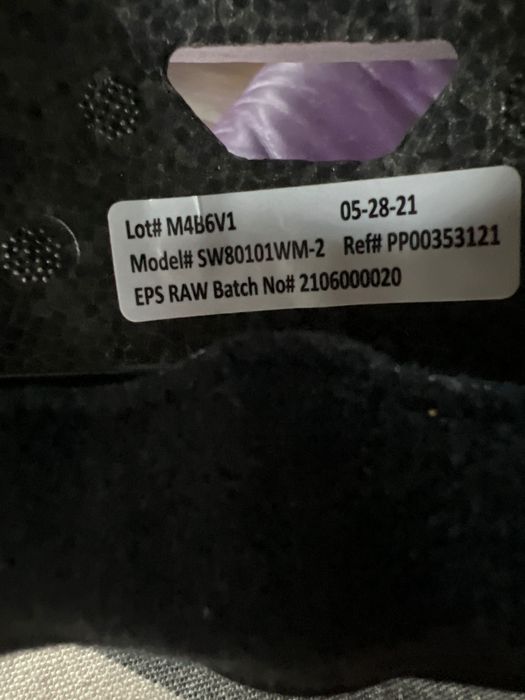 Lot# M4B6V1 05-28-21
Model# SW80101WM-2 Ref# PP00353121
EPS RAW Batch No# 2106000020